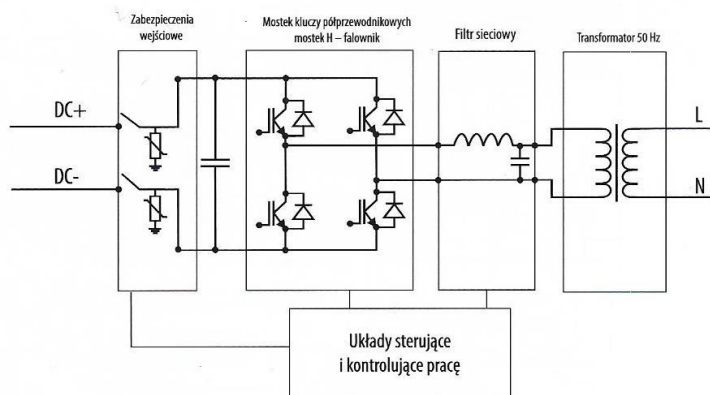 Zabezpieczenia
wejściowe
Mostek kluczy półprzewodnikowych
mostek H – falownik
Filtr sieciowy
Transformator 50 Hz
DC+
DC-
L
N
Układy sterujące
i kontrolujące pracę